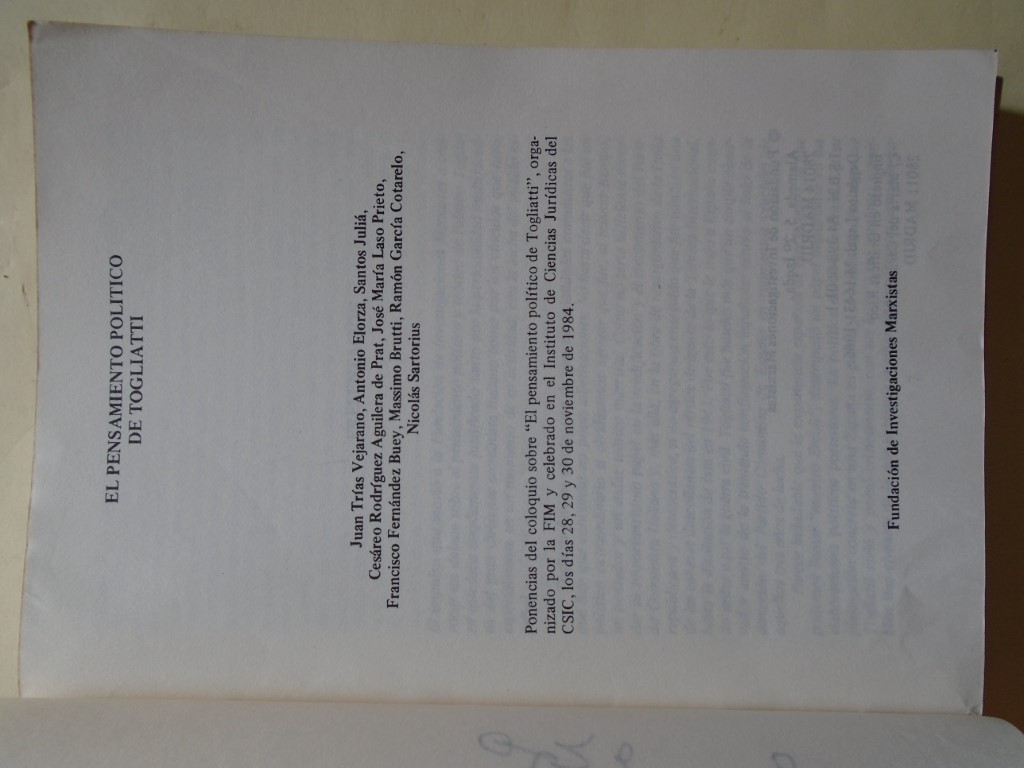 EL PENSAMIENTO POLITICO
DE TOGLIATTI
Juan Trías Vejarano, Antonio Elorza, Santos Juliá,
Cesáreo Rodríguez Aguilera de Prat, José María Laso Prieto,
Francisco Fernández Buey, Massimo Brutti, Ramón García Cotarelo,
Nicolás Sartorius
Ponencias del coloquio sobre "El pensamiento político de Togliatti", orga-
nizado por la FIM y celebrado en el Instituto de Ciencias Jurídicas del
CSIC, los días 28, 29 y 30 de noviembre de 1984.
Fundación de Investigaciones Marxistas